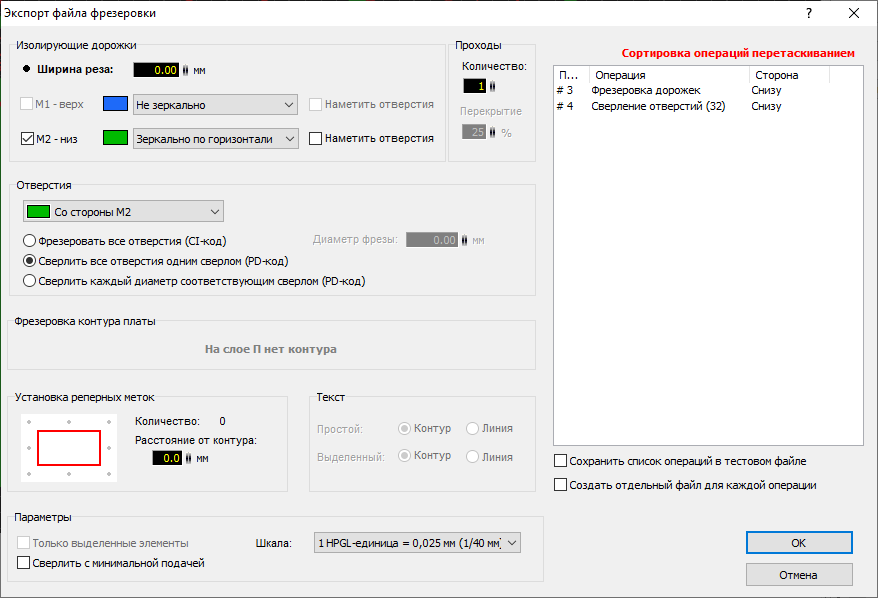 Экспорт файла фрезеровки
?
Изолирующие дорожки
Ширина реза: 0.00 мм
М1 - верх Не зеркально Наметить отверстия
М2 - низ Зеркально по горизонтали Наметить отверстия
Проходы
Количество:
1
Перекрытие
25 %
Отверстия
Со стороны М2
Фрезеровать все отверстия (CI-код) Диаметр фрезы: 0.00 мм
Сверлить все отверстия одним сверлом (PD-код)
Сверлить каждый диаметр соответствующим сверлом (PD-код)
Фрезеровка контура платы
На слое П нет контура
Установка реперных меток
Количество: 0
Расстояние от контура:
0.0 мм
Текст
Простой: Контур Линия
Выделенный: Контур Линия
Параметры
Только выделенные элементы
Сверлить с минимальной подачей
Шкала: 1 HPGL-единица = 0,025 мм (1/40 мм)
Сортировка операций перетаскиванием
П... Операция Сторона
# 3 Фрезеровка дорожек Снизу
# 4 Сверление отверстий (32) Снизу
Сохранить список операций в тестовом файле
Создать отдельный файл для каждой операции
OK
Отмена